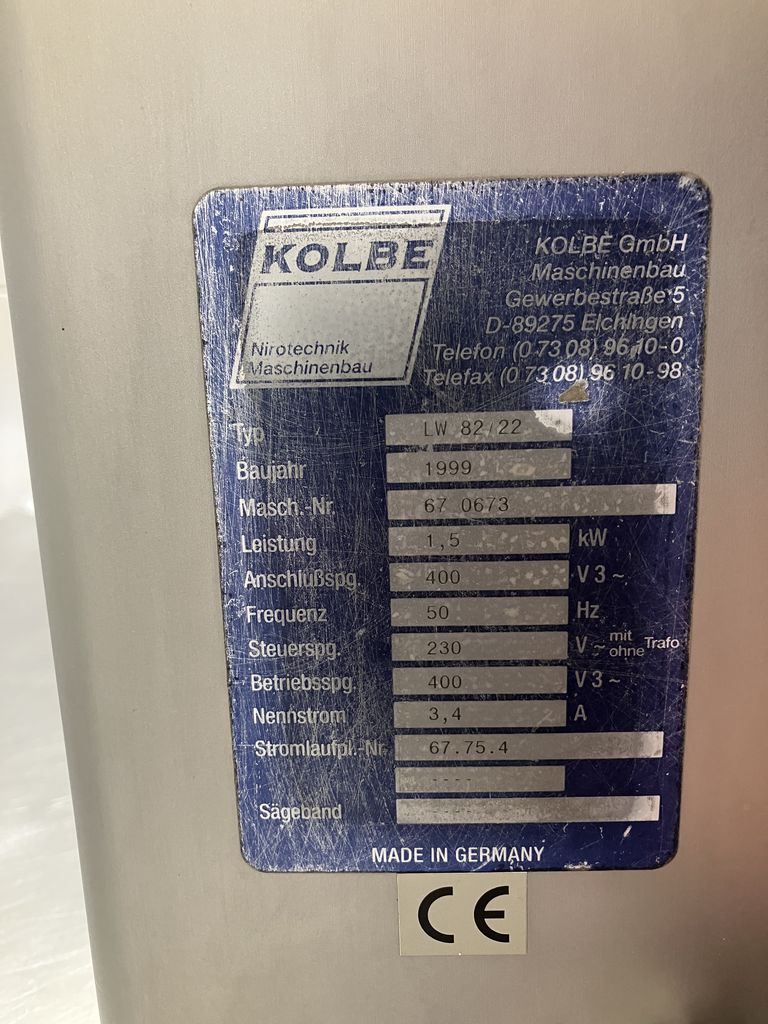 KOLBE
Nirotechnik
Maschinenbau
KOLBE GmbH
Maschinenbau
Gewerbestraße 5
D-89275 Elchingen
Telefon (0 73 08) 96 10-0
Telefax (0 73 08) 96 10-98
Typ LW 82/22
Baujahr 1999
Masch.-Nr. 67 0673
Leistung 1,5 kW
Anschlußspg. 400 V 3 ~
Frequenz 50 Hz
Steuerspg. 230 V ~ mit ohne Trafo
Betriebsspg. 400 V 3 ~
Nennstrom 3,4 A
Stromlaufpl.-Nr. 67.75.4
----
Sägeband
MADE IN GERMANY
CE